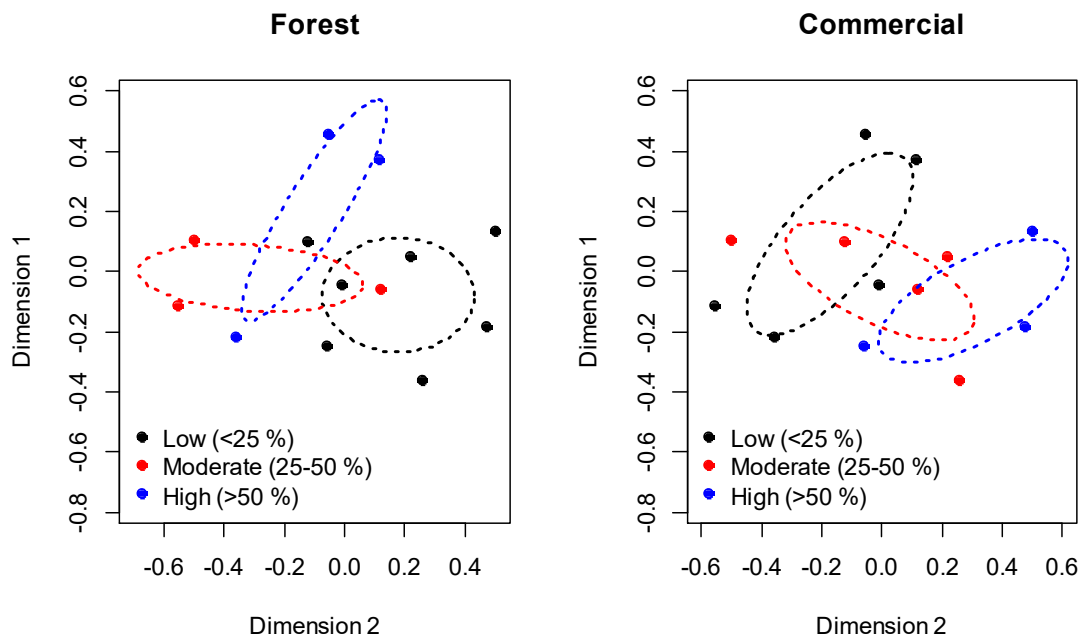 Forest
Commercial
Dimension 1
0.6
0.4
0.2
0.0
-0.2
-0.4
-0.6
-0.8
Low (<25 %)
Moderate (25-50 %)
High (>50 %)
-0.6 -0.4 -0.2 0.0 0.2 0.4
Dimension 2
Dimension 1
0.6
0.4
0.2
0.0
-0.2
-0.4
-0.6
-0.8
Low (<25 %)
Moderate (25-50 %)
High (>50 %)
-0.6 -0.4 -0.2 0.0 0.2 0.4 0.6
Dimension 2